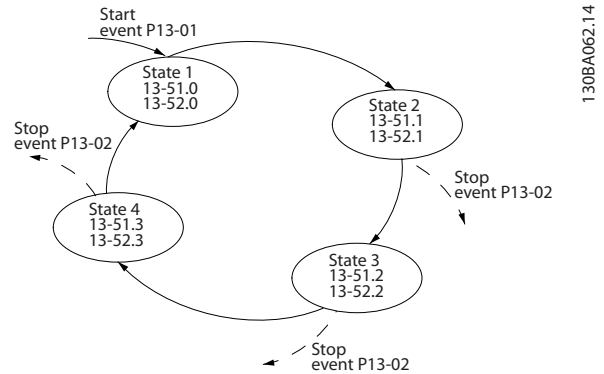 Start
event P13-01
State 1
13-51.0
13-52.0
State 2
13-51.1
13-52.1
Stop
event P13-02
State 3
13-51.2
13-52.2
Stop
event P13-02
State 4
13-51.3
13-52.3
Stop
event P13-02
130BA062.14